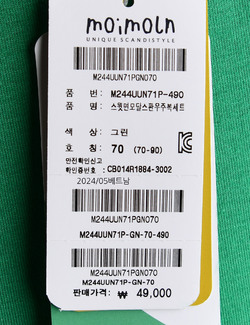 moimoln
UNIQUE SCANDISTYLE
M244UUN71PGN070
품 번: M244UUN71P-490
품 명: 스웻먼모달스판우주복세트
색 상: 그린
호 칭: 70 (70-90)
안전확인신고
확인증번호 : CB014R1884-3002
2024/05베트남
M244UUN71PGN070
M244UUN71P-GN-70-490
M244UUN71PGN070
M244UUN71P-GN-70
판매가격: ₩ 49,000